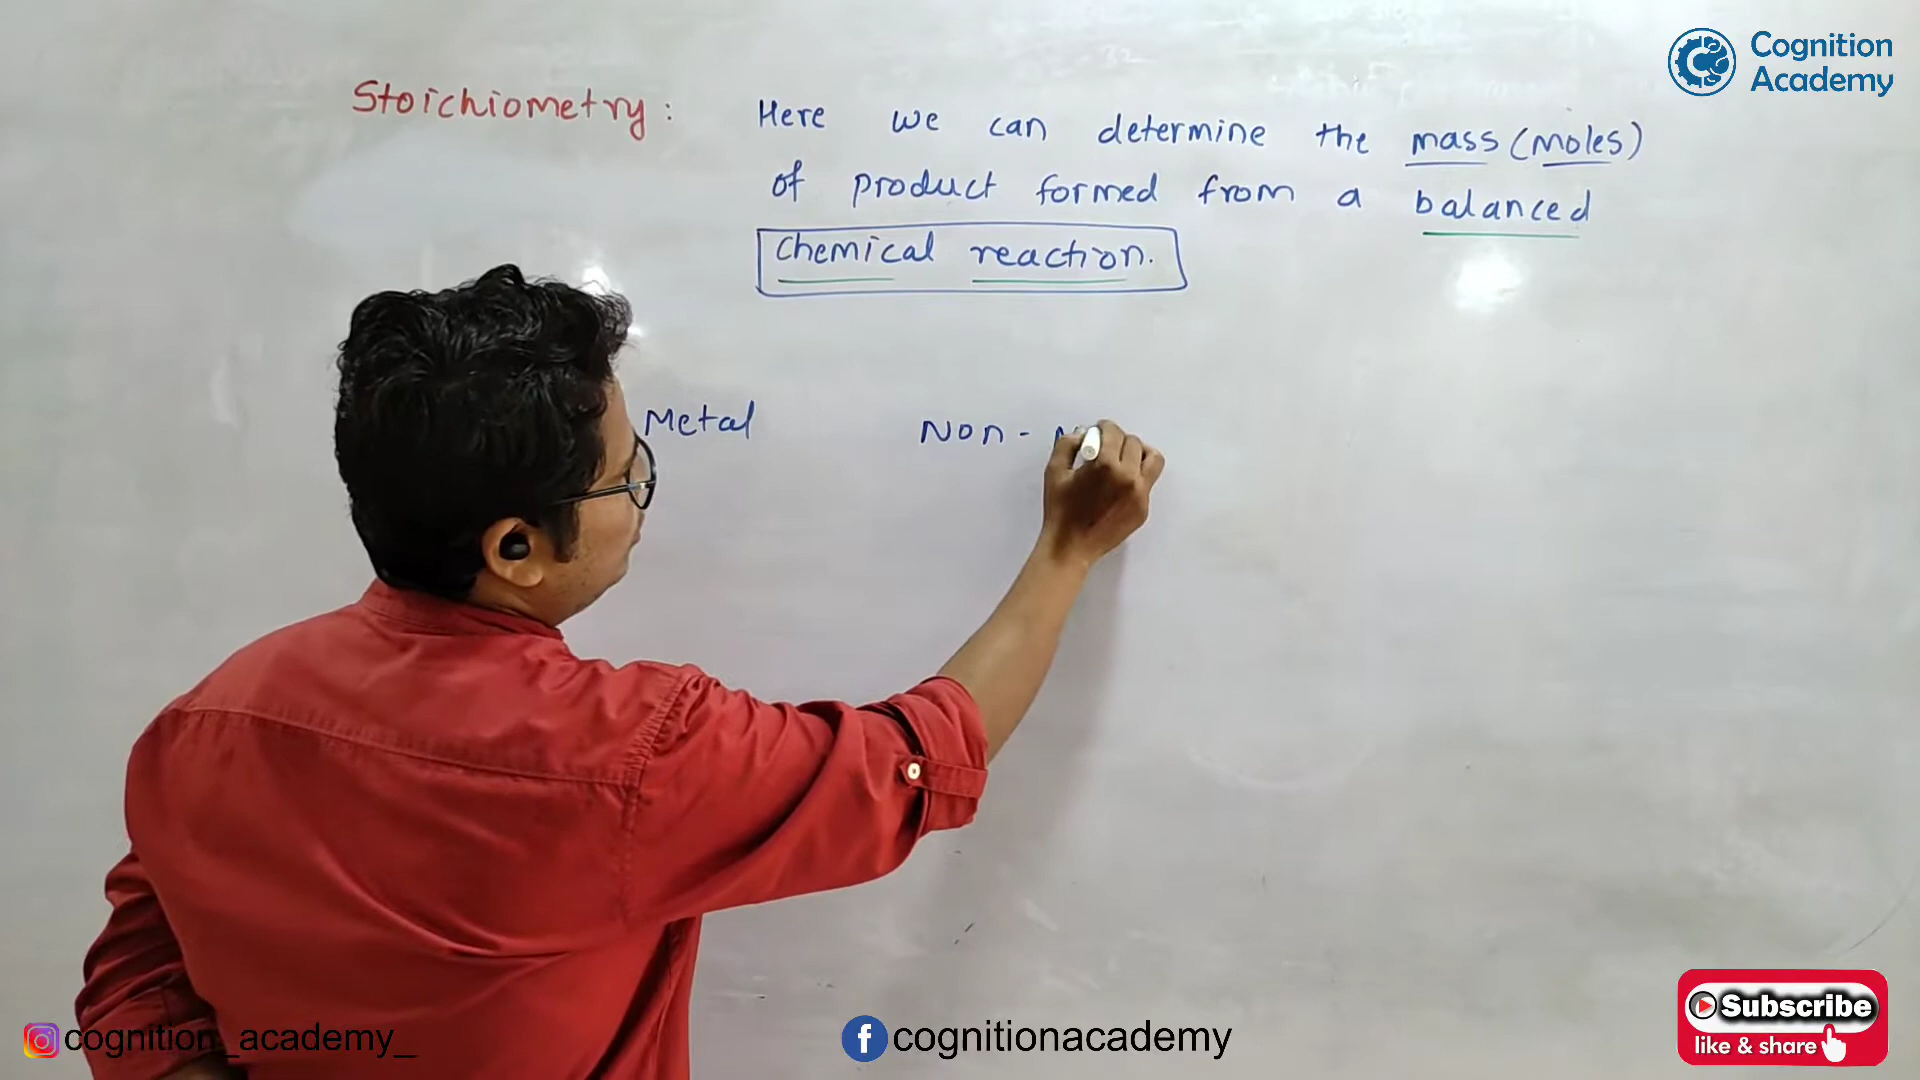 Cognition
Academy
Stoichiometry: Here we can determine the mass (moles)
of product formed from a balanced
Chemical reaction.
Metal Non-
cognition_academy_
cognitionacademy
Subscribe
like & share